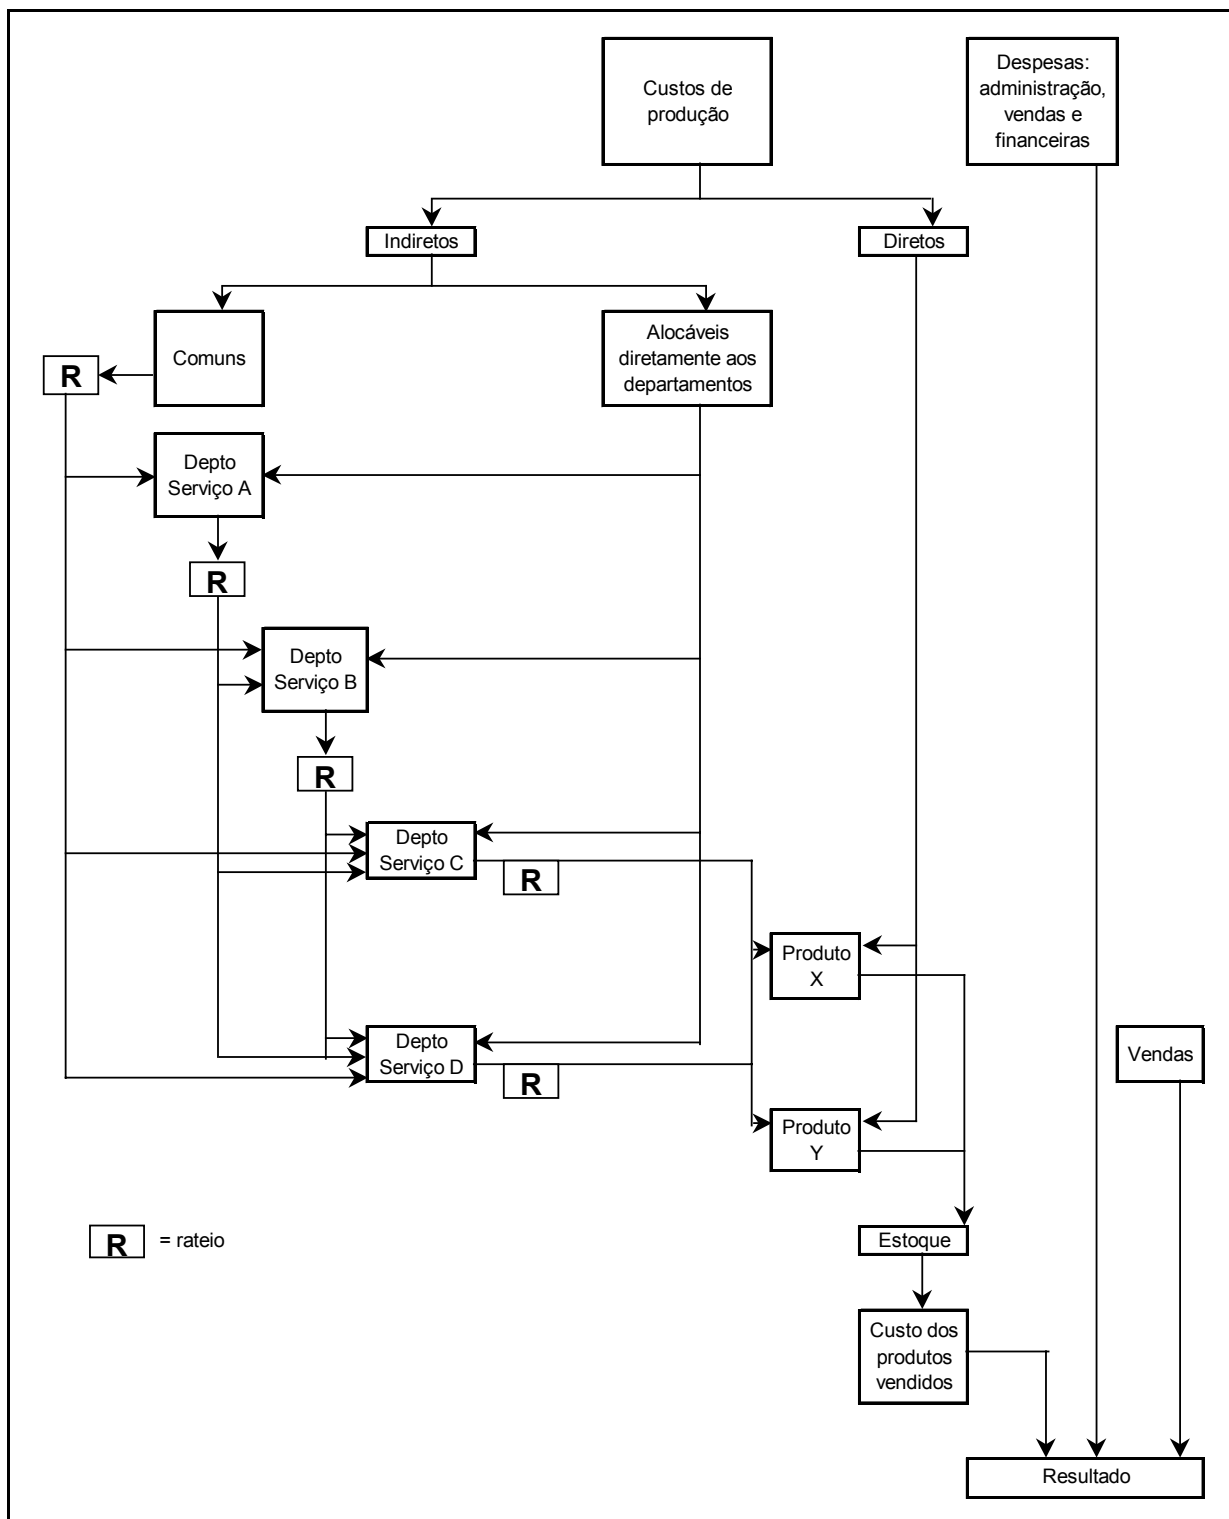 Custos de
produção
Despesas:
administração,
vendas e
financeiras
Indiretos
Diretos
Comuns
Alocáveis
diretamente aos
departamentos
R
Depto
Serviço A
R
Depto
Serviço B
R
Depto
Serviço C
R
Produto
X
Depto
Serviço D
R
Vendas
Produto
Y
R = rateio
Estoque
Custo dos
produtos
vendidos
Resultado